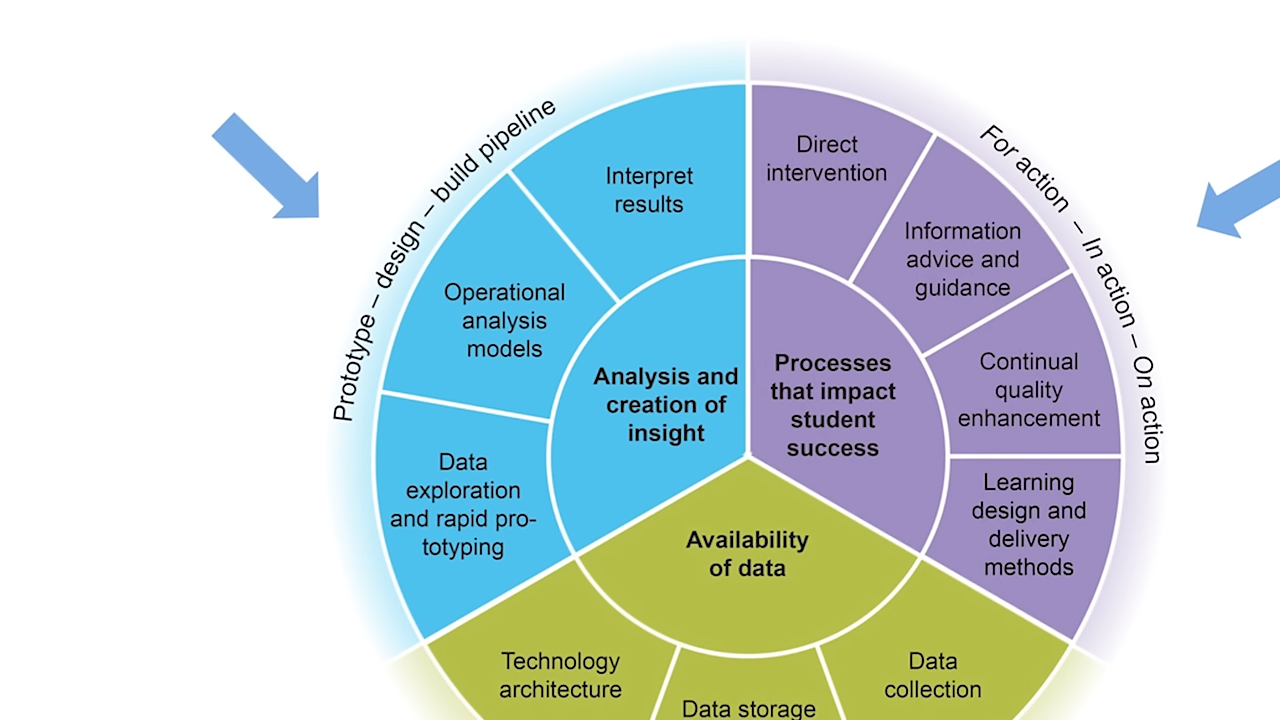 Prototype – design – build pipeline
For action – In action – On action
Interpret
results
Direct
intervention
Information
advice and
guidance
Operational
analysis
models
Continual
quality
enhancement
Analysis and
creation of
insight
Processes
that impact
student
success
Data
exploration
and rapid pro-
totyping
Learning
design and
delivery
methods
Availability
of data
Technology
architecture
Data storage
Data
collection